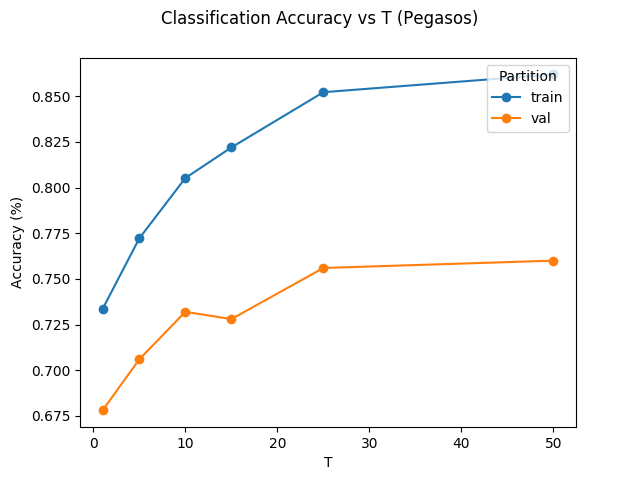 Classification Accuracy vs T (Pegasos)
Partition
train
val
0.850
0.825
0.800
0.775
0.750
0.725
0.700
0.675
Accuracy (%)
0 10 20 30 40 50
T